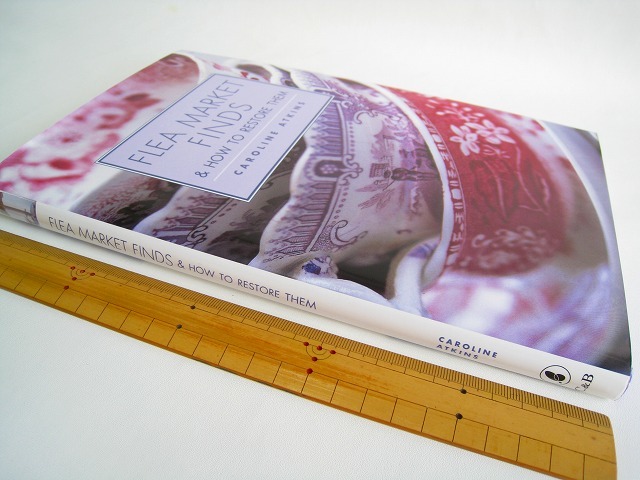 FLEA MARKET
FINDS
& HOW TO RESTORE THEM
CAROLINE ATKINS
FLEA MARKET FINDS & HOW TO RESTORE THEM
CAROLINE
ATKINS
C&B